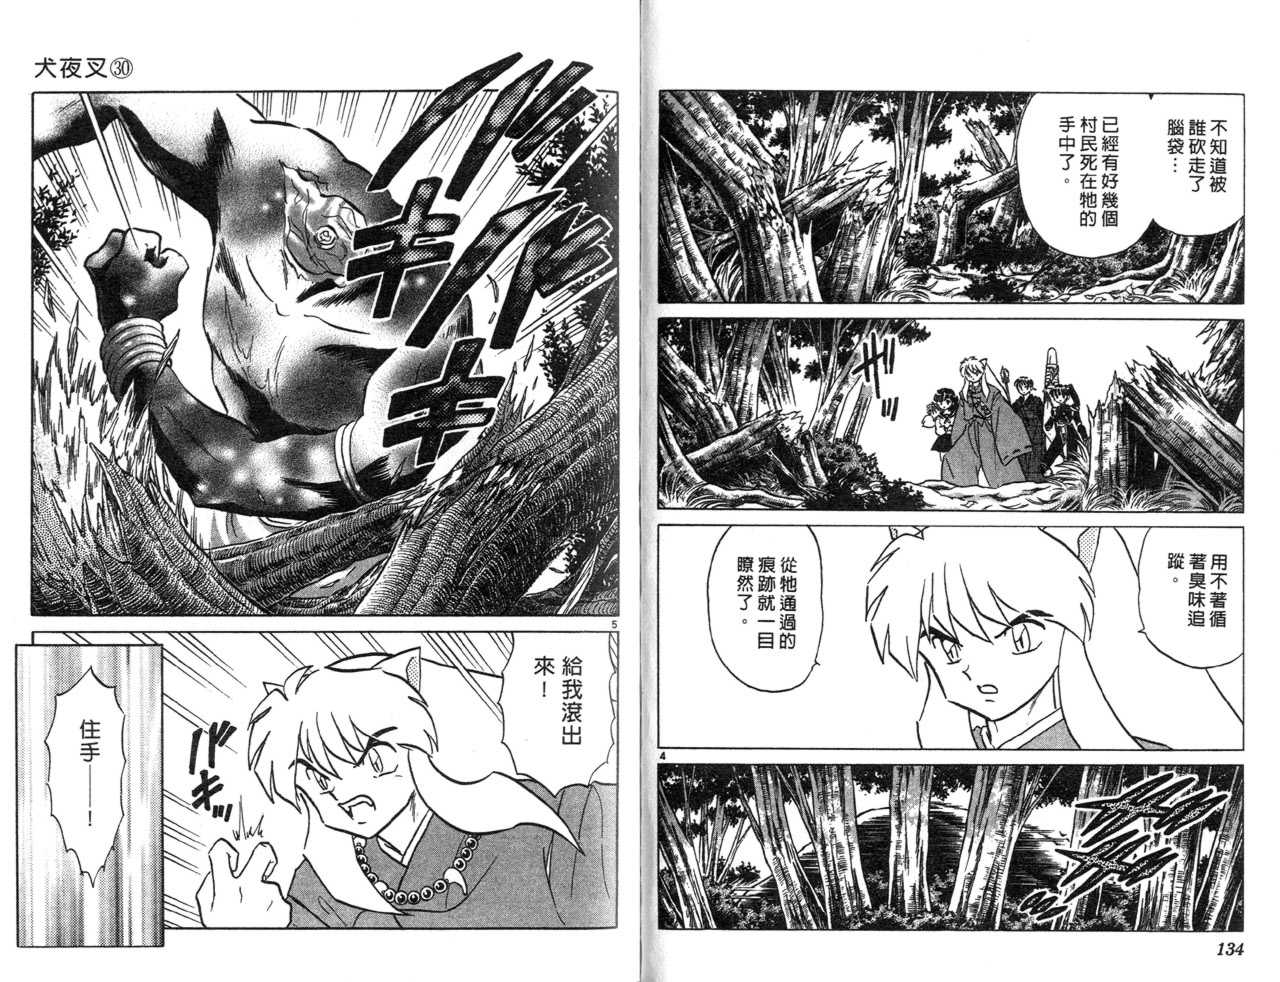 不知道被
誰砍走了
腦袋…
已經有好幾個
村民死在牠的
手中了。
ザザ…
用不著循
著臭味追
蹤。
從牠通過的
痕跡就一目
瞭然了。
4
134
犬夜叉㉚
バキバキ
5
給我滾出
來！
バキ…
住手——！